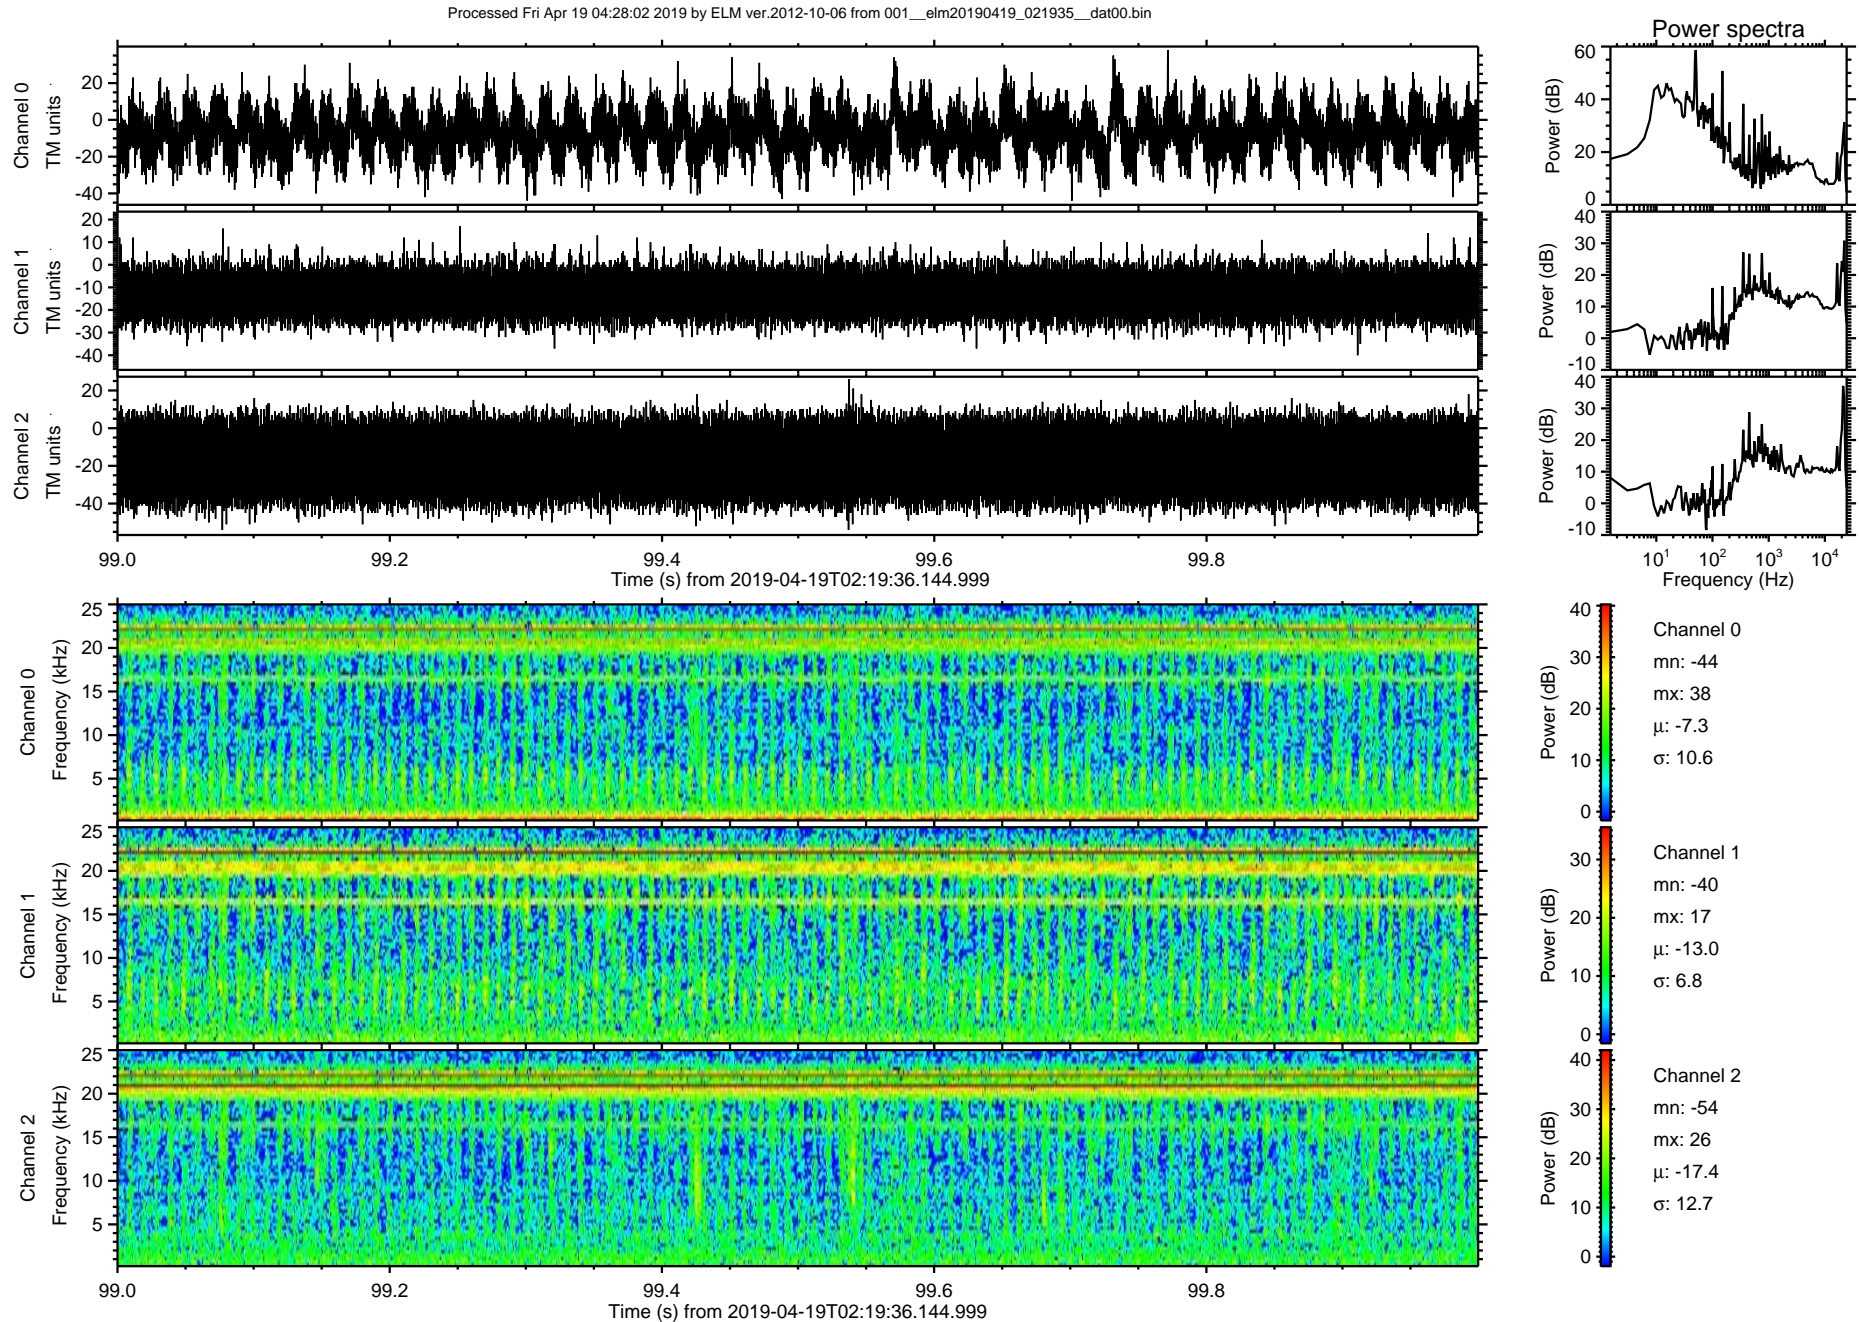 Processed Fri Apr 19 04:28:02 2019 by ELM ver.2012-10-06 from 001__elm20190419_021935__dat00.bin
Power spectra
Channel 0
TM units
20
0
-20
-40
Power (dB)
60
40
20
0
Channel 1
TM units
20
10
0
-10
-20
-30
-40
Power (dB)
40
30
20
10
0
-10
Channel 2
TM units
20
0
-20
-40
Power (dB)
40
30
20
10
0
-10
99.0 99.2 99.4 99.6 99.8
Time (s) from 2019-04-19T02:19:36.144.999
10¹ 10² 10³ 10⁴
Frequency (Hz)
Channel 0
Frequency (kHz)
25
20
15
10
5
Power (dB)
40
30
20
10
0
Channel 0
mn: -44
mx: 38
μ: -7.3
σ: 10.6
Channel 1
Frequency (kHz)
25
20
15
10
5
Power (dB)
30
20
10
0
Channel 1
mn: -40
mx: 17
μ: -13.0
σ: 6.8
Channel 2
Frequency (kHz)
25
20
15
10
5
Power (dB)
40
30
20
10
0
Channel 2
mn: -54
mx: 26
μ: -17.4
σ: 12.7
99.0 99.2 99.4 99.6 99.8
Time (s) from 2019-04-19T02:19:36.144.999